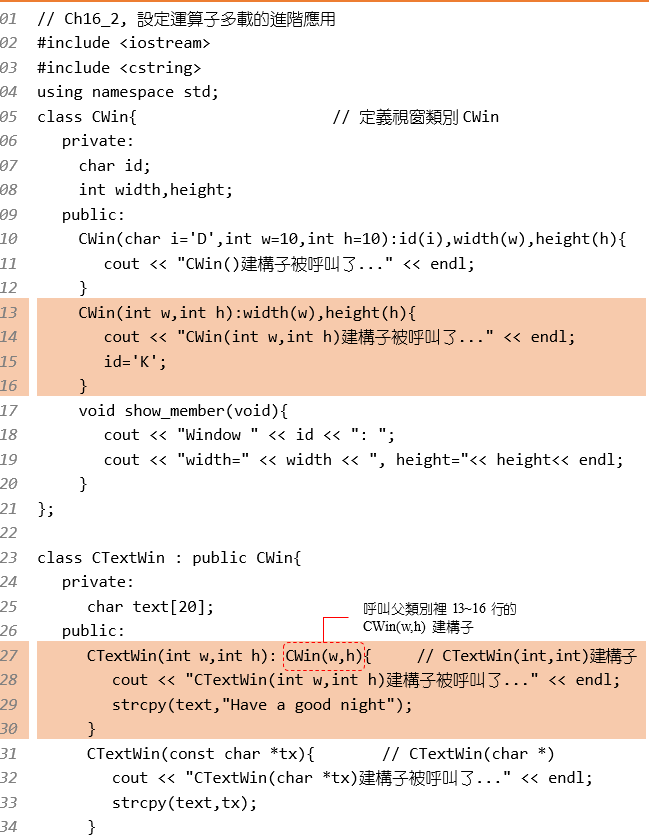 01 // Ch16_2, 設定運算子多載的進階應用
02 #include <iostream>
03 #include <cstring>
04 using namespace std;
05 class CWin{ // 定義視窗類別 CWin
06 private:
07 char id;
08 int width,height;
09 public:
10 CWin(char i='D',int w=10,int h=10):id(i),width(w),height(h){
11 cout << "CWin()建構子被呼叫了..." << endl;
12 }
13 CWin(int w,int h):width(w),height(h){
14 cout << "CWin(int w,int h)建構子被呼叫了..." << endl;
15 id='K';
16 }
17 void show_member(void){
18 cout << "Window " << id << ": ";
19 cout << "width=" << width << ", height="<< height<< endl;
20 }
21 };
22
23 class CTextWin : public CWin{
24 private:
25 char text[20];
呼叫父類別裡 13~16 行的
CWin(w,h) 建構子
26 public:
27 CTextWin(int w,int h): CWin(w,h){ // CTextWin(int,int)建構子
28 cout << "CTextWin(int w,int h)建構子被呼叫了..." << endl;
29 strcpy(text,"Have a good night");
30 }
31 CTextWin(const char *tx){ // CTextWin(char *)
32 cout << "CTextWin(char *tx)建構子被呼叫了..." << endl;
33 strcpy(text,tx);
34 }